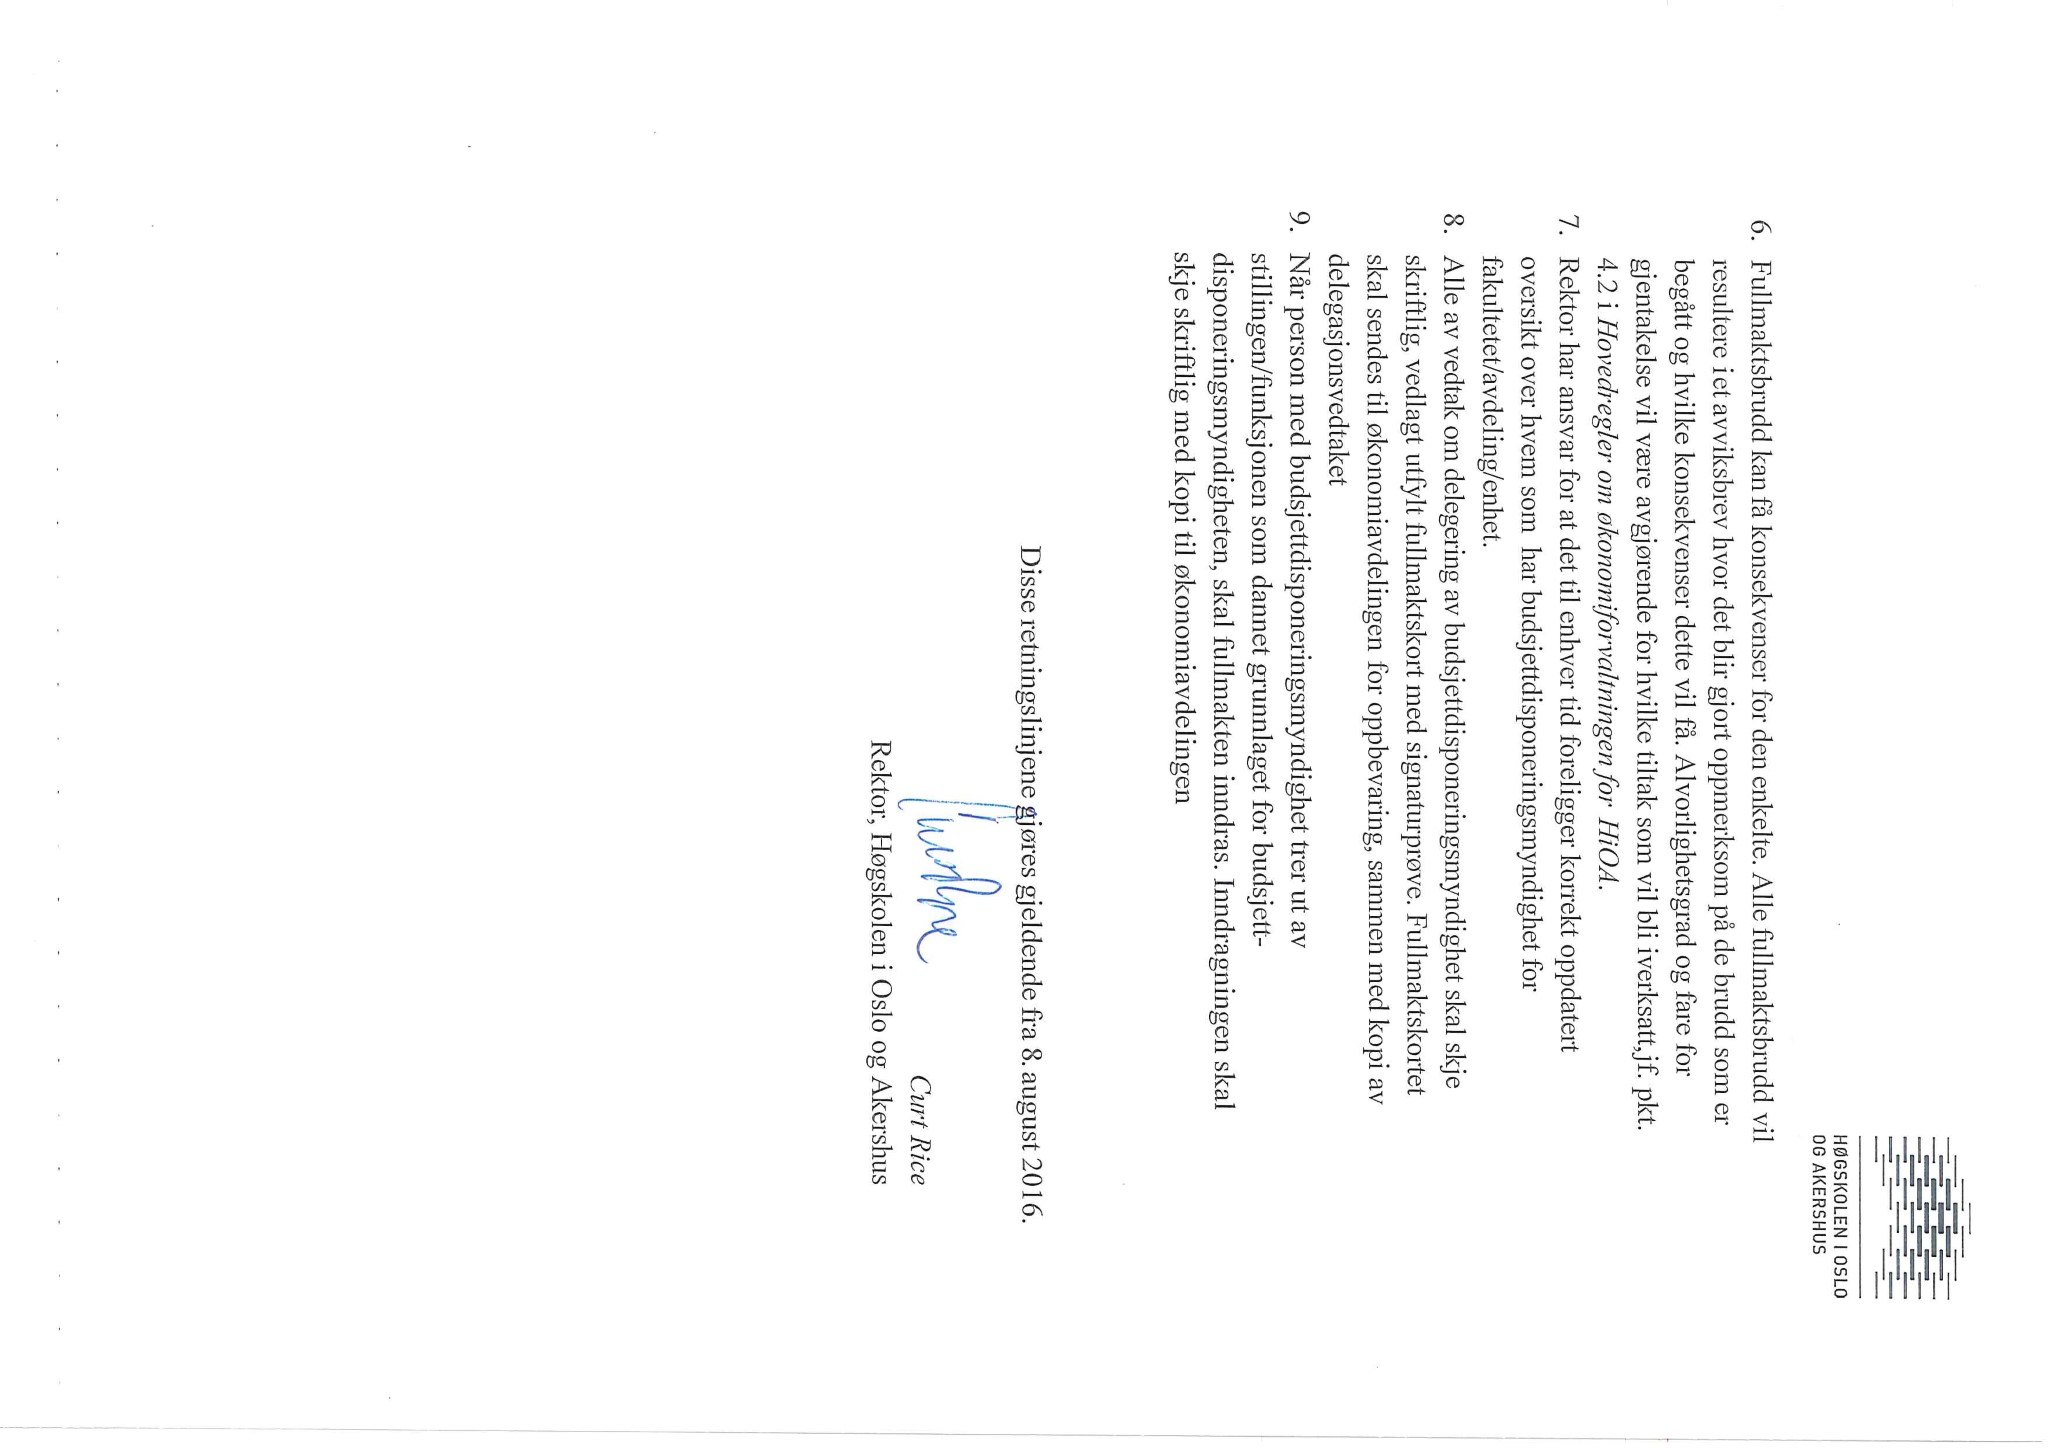 HØGSKOLEN I OSLO
OG AKERSHUS
6. Fullmaktsbrudd kan få konsekvenser for den enkelte. Alle fullmaktsbrudd vil
resultere i et avviksbrev hvor det blir gjort oppmerksom på de brudd som er
begått og hvilke konsekvenser dette vil få. Alvorlighetsgrad og fare for
gjentakelse vil være avgjørende for hvilke tiltak som vil bli iverksatt,jf. pkt.
4.2 i Hovedregler om økonomiforvaltningen for HiOA.
7. Rektor har ansvar for at det til enhver tid foreligger korrekt oppdatert
oversikt over hvem som har budsjettdisponeringsmyndighet for
fakultetet/avdeling/enhet.
8. Alle av vedtak om delegering av budsjettdisponeringsmyndighet skal skje
skriftlig, vedlagt utfylt fullmaktskort med signaturprøve. Fullmaktskortet
skal sendes til økonomiavdelingen for oppbevaring, sammen med kopi av
delegasjonsvedtaket
9. Når person med budsjettdisponeringsmyndighet trer ut av
stillingen/funksjonen som dannet grunnlaget for budsjett-
disponeringsmyndigheten, skal fullmakten inndras. Inndragningen skal
skje skriftlig med kopi til økonomiavdelingen
Disse retningslinjene gjøres gjeldende fra 8. august 2016.
Curt Rice
Rektor, Høgskolen i Oslo og Akershus